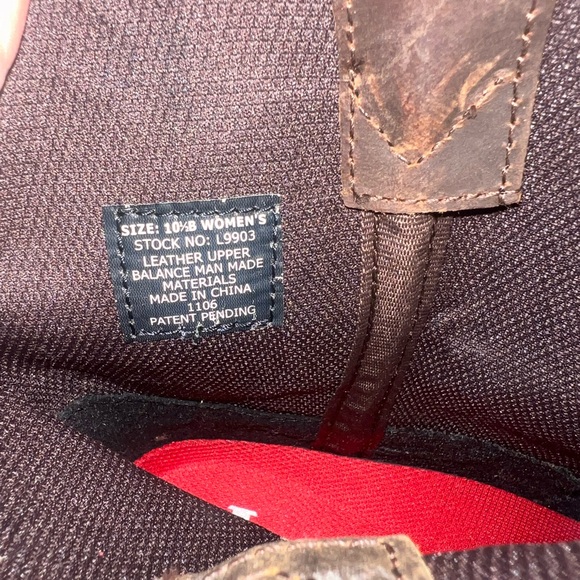 SIZE: 10½B WOMEN'S
STOCK NO: L9903
LEATHER UPPER
BALANCE MAN MADE
MATERIALS
MADE IN CHINA
1106
PATENT PENDING